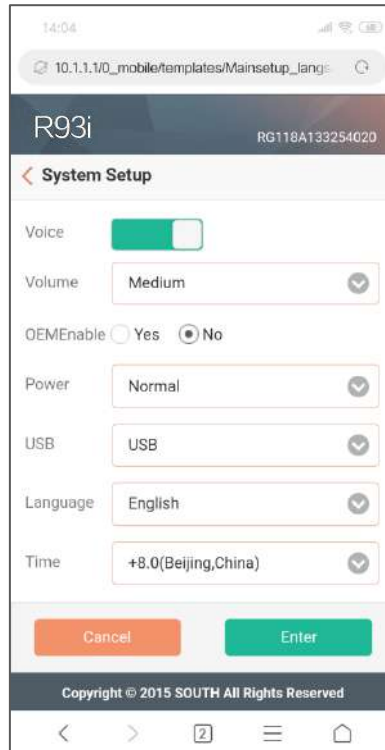 14:04
10.1.1.1/0_mobile/templates/Mainsetup_langs
R93i
RG118A133254020
System Setup
Voice
Volume Medium
OEMEnable Yes No
Power Normal
USB USB
Language English
Time +8.0(Beijing,China)
Cancel Enter
Copyright © 2015 SOUTH All Rights Reserved
2